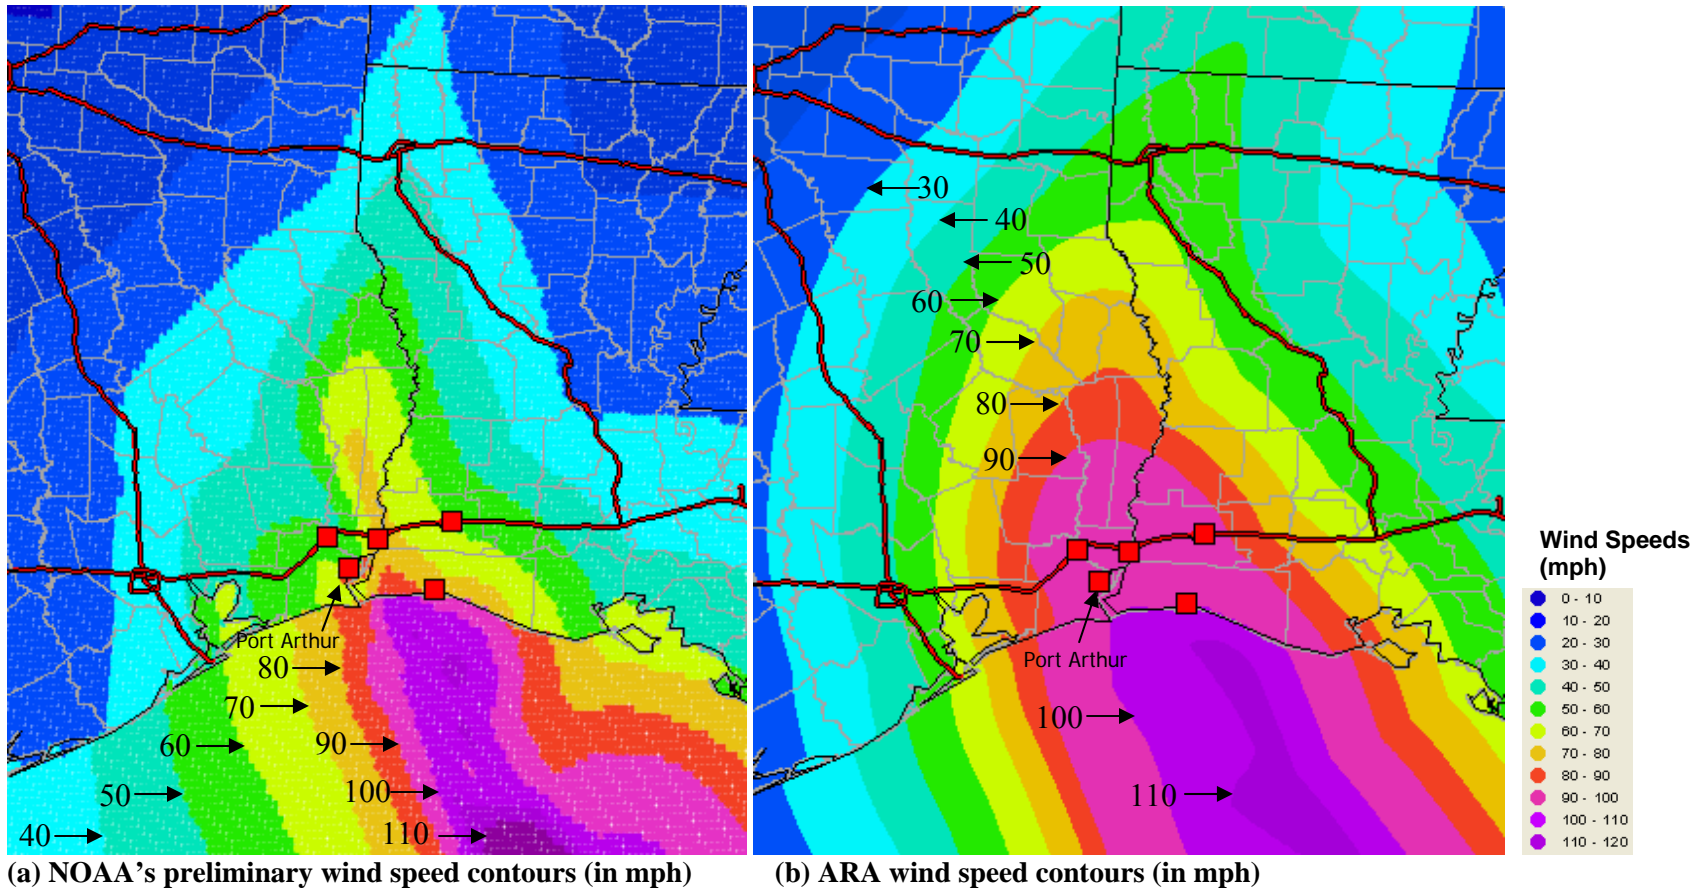 Port Arthur
80
70
60
90
50
100
40
110
30
40
50
60
70
80
90
Port Arthur
100
110
Wind Speeds
(mph)
0 - 10
10 - 20
20 - 30
30 - 40
40 - 50
50 - 60
60 - 70
70 - 80
80 - 90
90 - 100
100 - 110
110 - 120
(a) NOAA's preliminary wind speed contours (in mph)
(b) ARA wind speed contours (in mph)